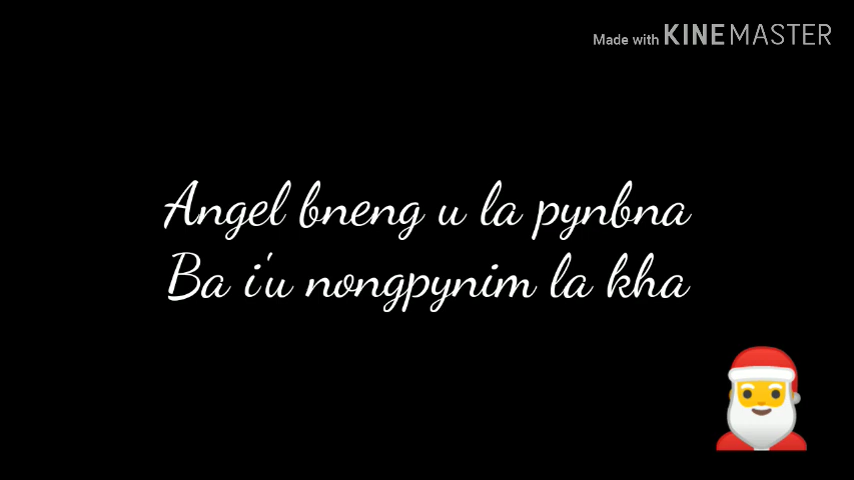 Made with KINEMASTER
Angel bneng u la pynbna
Ba i'u nongpynim la kha